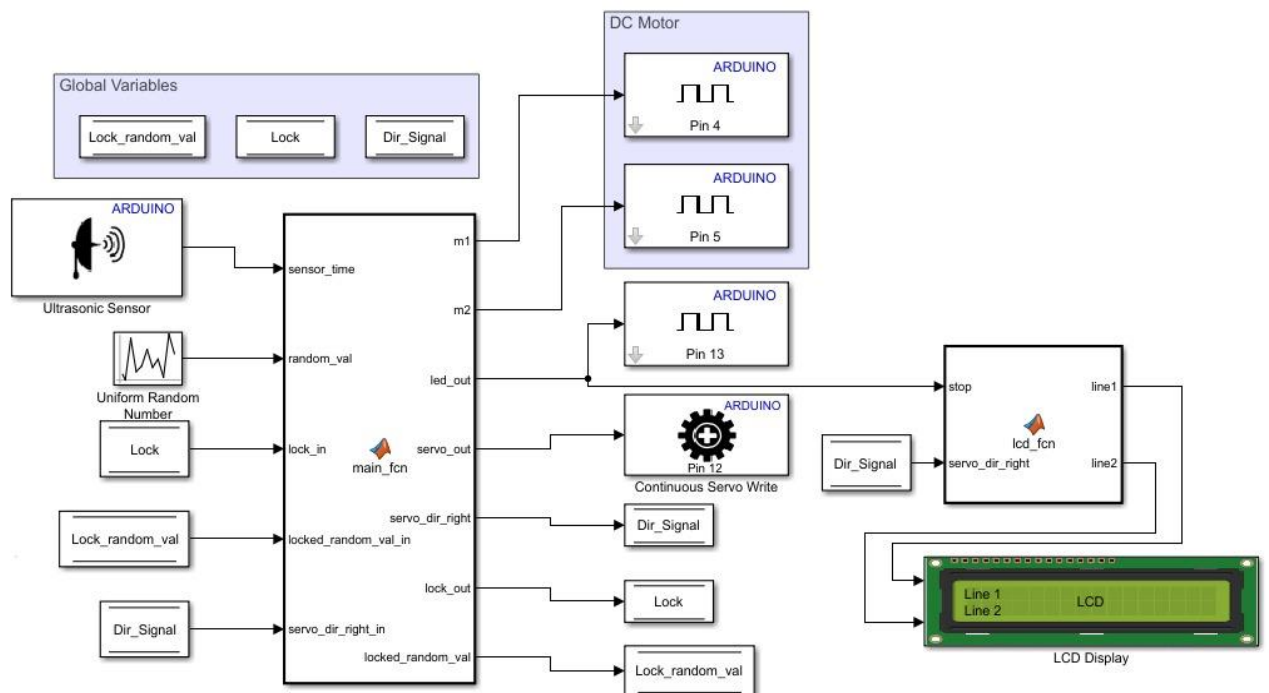 DC Motor
ARDUINO
Pin 4
ARDUINO
Pin 5
Global Variables
Lock_random_val
Lock
Dir_Signal
ARDUINO
Ultrasonic Sensor
Uniform Random
Number
Lock
Lock_random_val
Dir_Signal
sensor_time
random_val
lock_in
locked_random_val_in
servo_dir_right_in
main_fcn
m1
m2
led_out
servo_out
servo_dir_right
lock_out
locked_random_val
ARDUINO
Pin 13
ARDUINO
Pin 12
Continuous Servo Write
Dir_Signal
Lock
Lock_random_val
Dir_Signal
stop
servo_dir_right
lcd_fcn
line1
line2
Line 1
Line 2
LCD
LCD Display